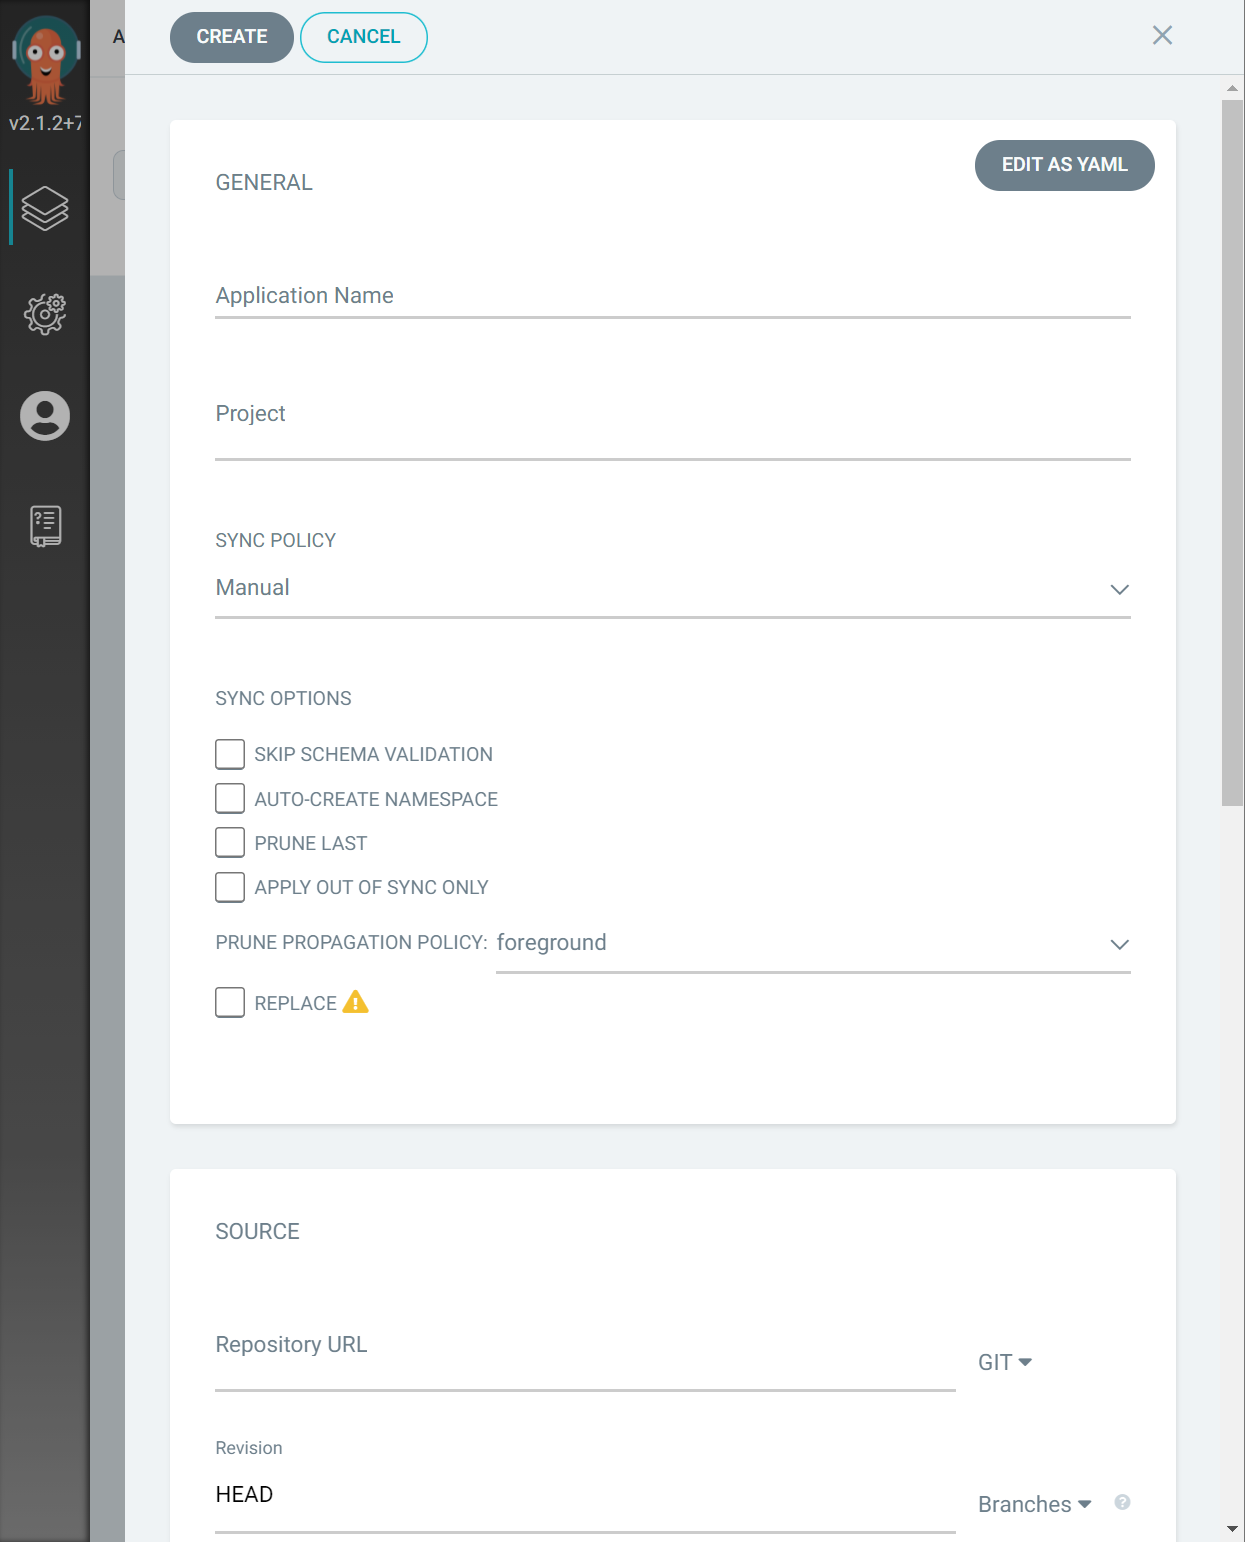 CREATE
CANCEL
v2.1.2+7
A
GENERAL
EDIT AS YAML
Application Name
Project
SYNC POLICY
Manual
SYNC OPTIONS
SKIP SCHEMA VALIDATION
AUTO-CREATE NAMESPACE
PRUNE LAST
APPLY OUT OF SYNC ONLY
PRUNE PROPAGATION POLICY: foreground
REPLACE
SOURCE
Repository URL
GIT
Revision
HEAD
Branches